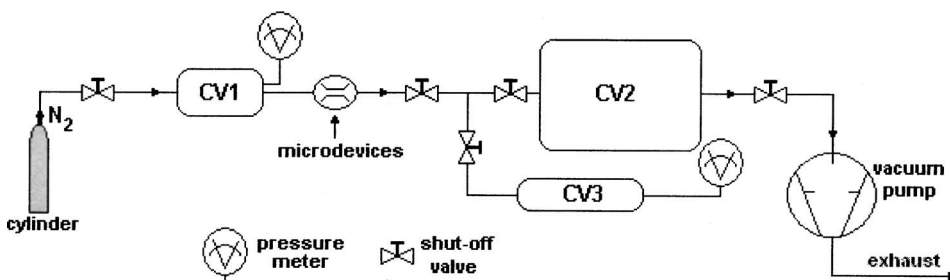 N2
cylinder
CV1
microdevices
CV2
CV3
vacuum
pump
exhaust
pressure
meter
shut-off
valve